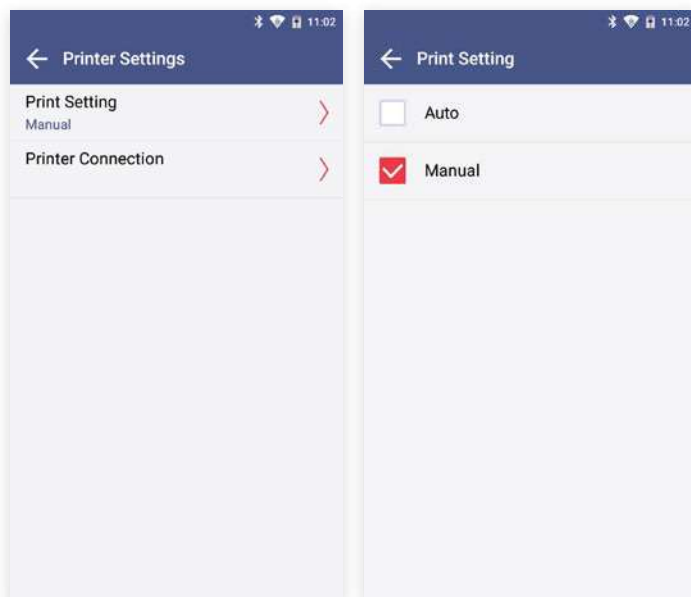 11:02
Printer Settings
Print Setting
Manual
Printer Connection
11:02
Print Setting
Auto
Manual